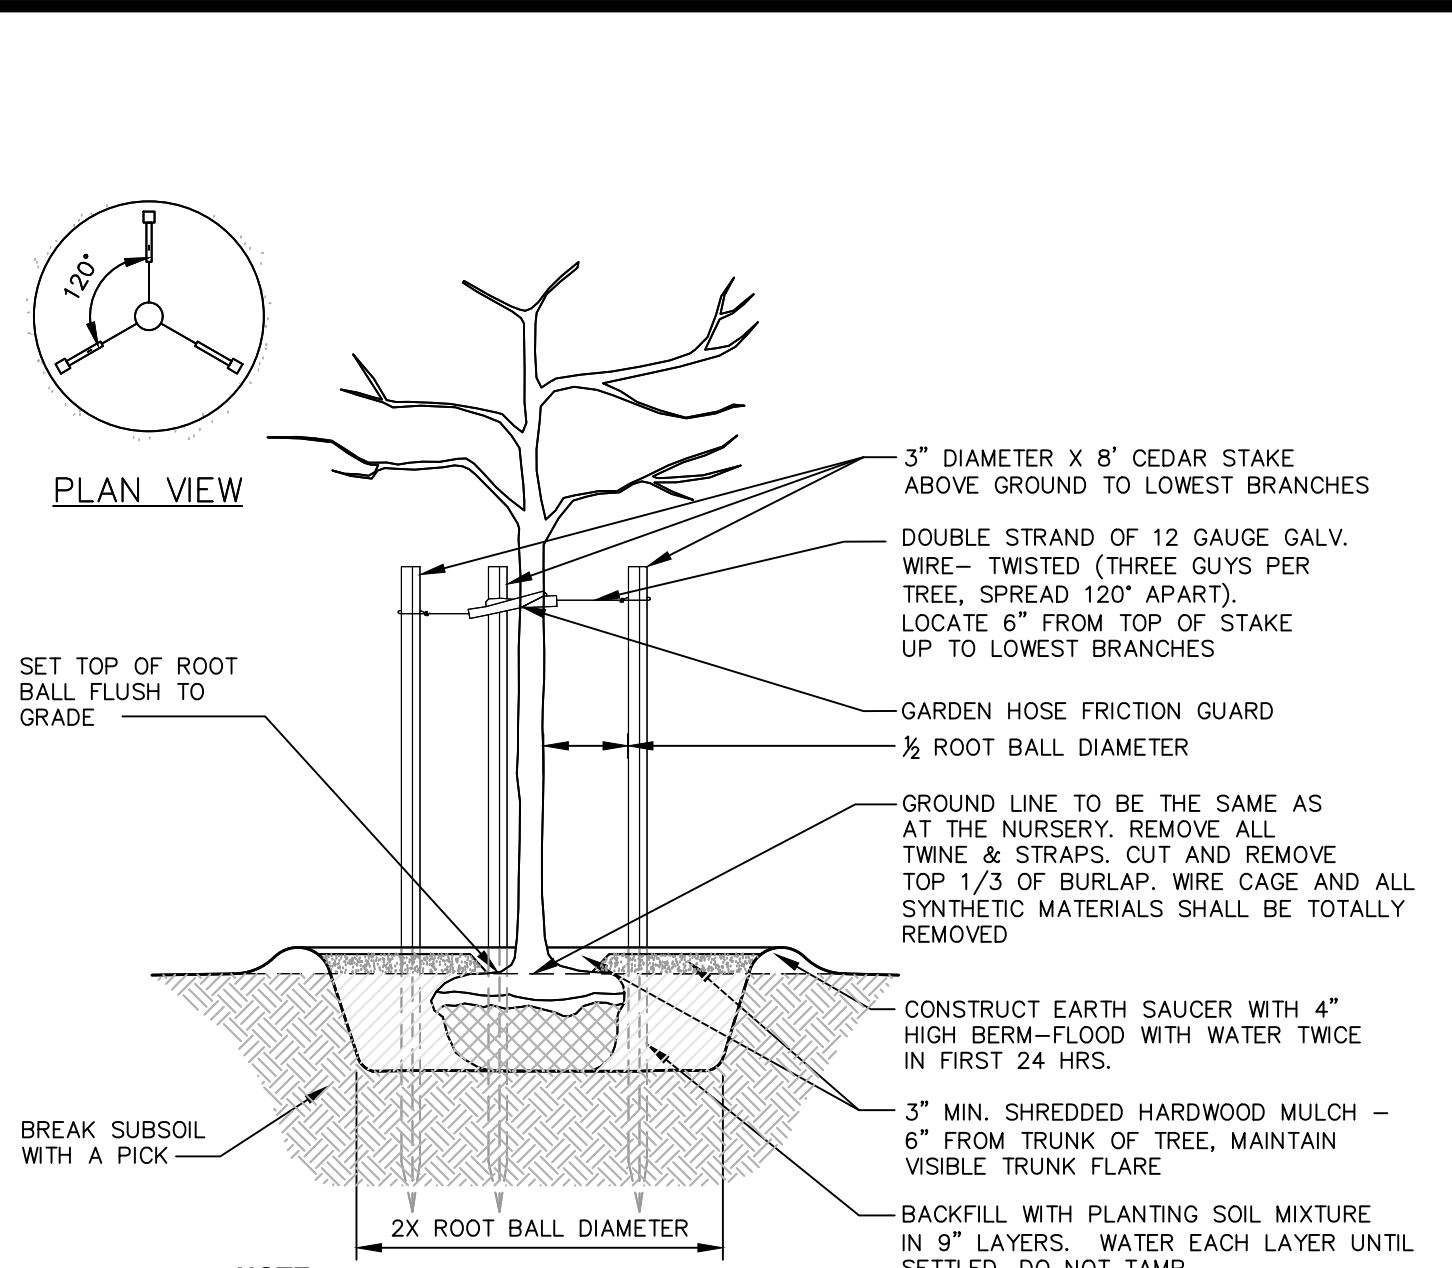 120°
PLAN VIEW
3" DIAMETER X 8' CEDAR STAKE
ABOVE GROUND TO LOWEST BRANCHES
DOUBLE STRAND OF 12 GAUGE GALV.
WIRE– TWISTED (THREE GUYS PER
TREE, SPREAD 120° APART).
LOCATE 6" FROM TOP OF STAKE
UP TO LOWEST BRANCHES
SET TOP OF ROOT
BALL FLUSH TO
GRADE
GARDEN HOSE FRICTION GUARD
½ ROOT BALL DIAMETER
GROUND LINE TO BE THE SAME AS
AT THE NURSERY. REMOVE ALL
TWINE & STRAPS. CUT AND REMOVE
TOP 1/3 OF BURLAP. WIRE CAGE AND ALL
SYNTHETIC MATERIALS SHALL BE TOTALLY
REMOVED
CONSTRUCT EARTH SAUCER WITH 4"
HIGH BERM–FLOOD WITH WATER TWICE
IN FIRST 24 HRS.
3" MIN. SHREDDED HARDWOOD MULCH –
6" FROM TRUNK OF TREE, MAINTAIN
VISIBLE TRUNK FLARE
BREAK SUBSOIL
WITH A PICK
BACKFILL WITH PLANTING SOIL MIXTURE
IN 9" LAYERS. WATER EACH LAYER UNTIL
SETTLED. DO NOT TAMP
2X ROOT BALL DIAMETER